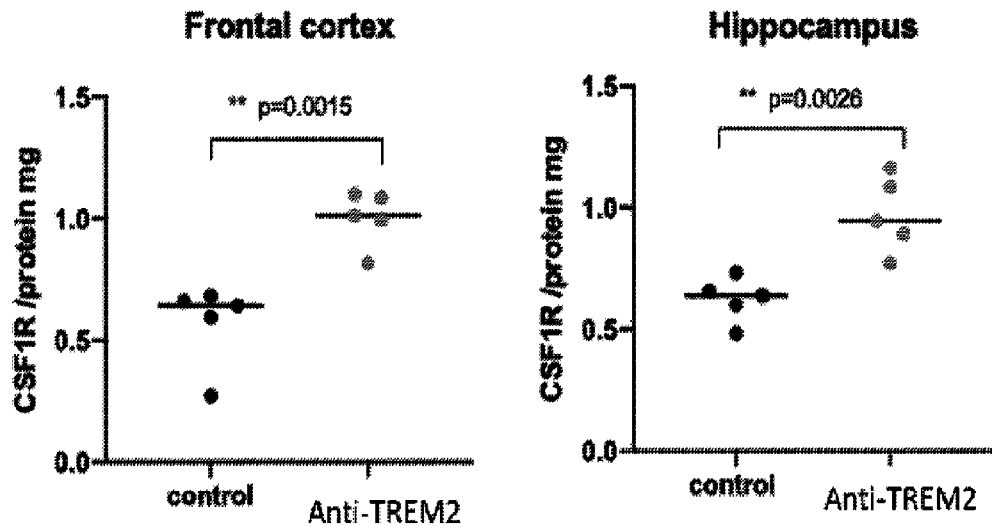 Frontal cortex
** p=0.0015
CSF1R /protein mg
1.5
1.0
0.5
0.0
control
Anti-TREM2
Hippocampus
** p=0.0026
CSF1R /protein mg
1.5
1.0
0.5
0.0
control
Anti-TREM2